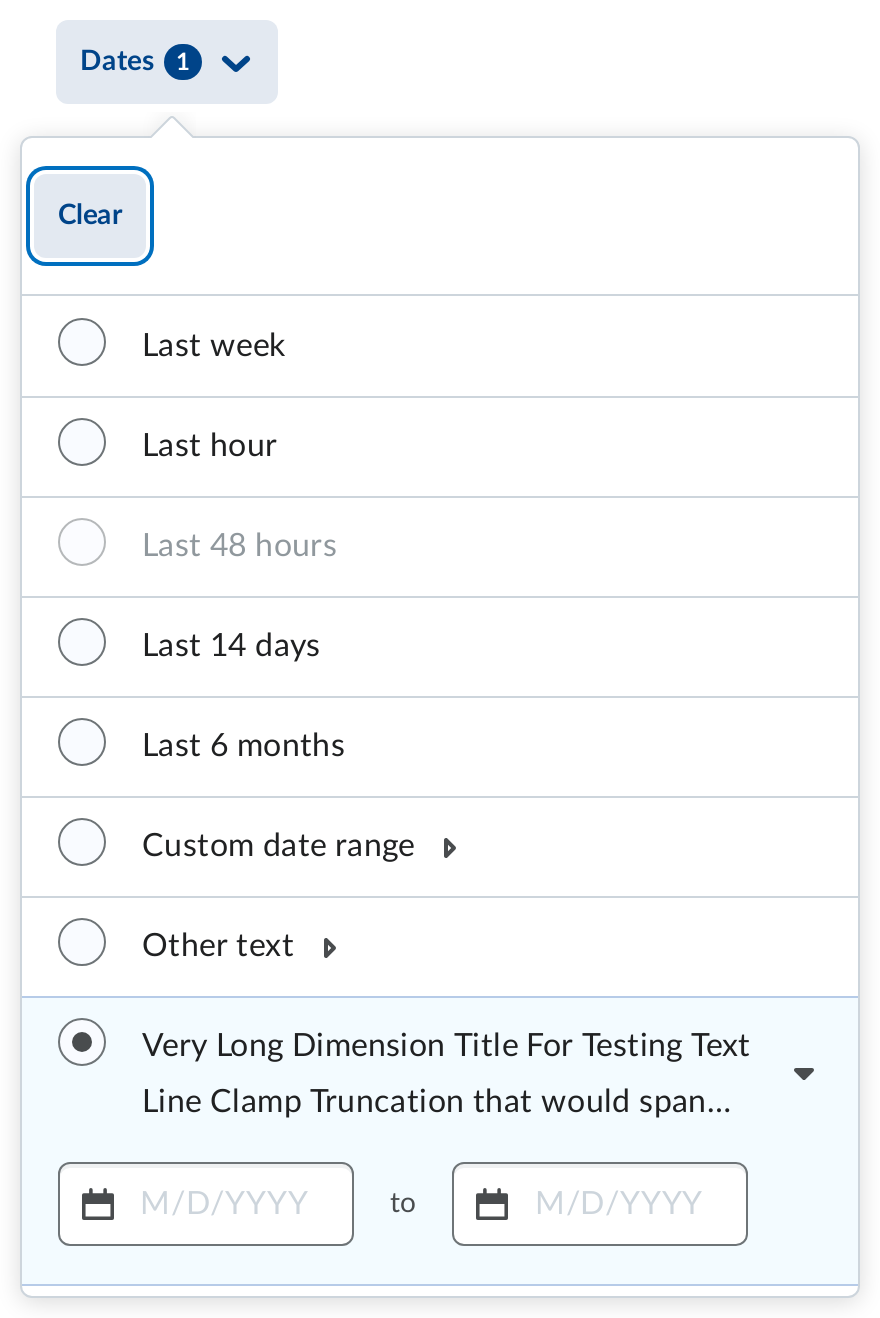 Dates 1
Clear
Last week
Last hour
Last 48 hours
Last 14 days
Last 6 months
Custom date range
Other text
Very Long Dimension Title For Testing Text
Line Clamp Truncation that would span...
M/D/YYYY to M/D/YYYY